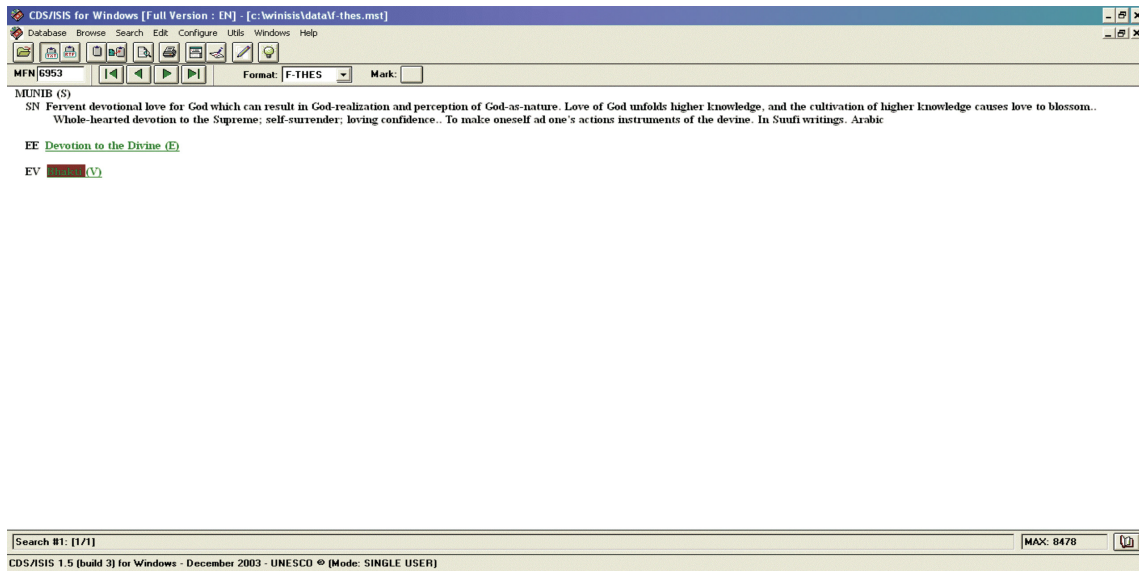 CDS/ISIS for Windows [Full Version : EN] - [c:\winisis\data\f-thes.mst]
Database Browse Search Edit Configure Utils Windows Help
MFN 6953 Format: F-THES Mark:
MUNIB (S)
SN Fervent devotional love for God which can result in God-realization and perception of God-as-nature. Love of God unfolds higher knowledge, and the cultivation of higher knowledge causes love to blossom..
Whole-hearted devotion to the Supreme; self-surrender; loving confidence.. To make oneself ad one's actions instruments of the devine. In Suufi writings. Arabic
EE Devotion to the Divine (E)
EV Bhakti (V)
Search #1: [1/1] MAX: 8478
CDS/ISIS 1.5 (build 3) for Windows - December 2003 - UNESCO © (Mode: SINGLE USER)